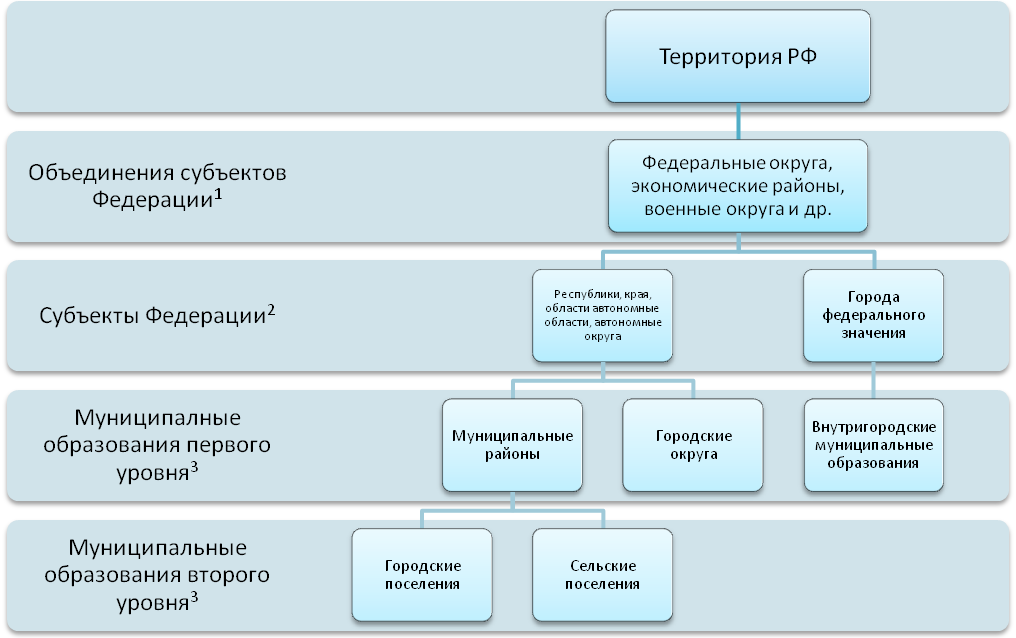 Территория РФ
Объединения субъектов
Федерации1
Федеральные округа,
экономические районы,
военные округа и др.
Субъекты Федерации2
Республики, края,
области автономные
области, автономные
округа
Города
федерального
значения
Муниципалные
образования первого
уровня3
Муниципальные
районы
Городские
округа
Внутригородские
муниципальные
образования
Муниципальные
образования второго
уровня3
Городские
поселения
Сельские
поселения